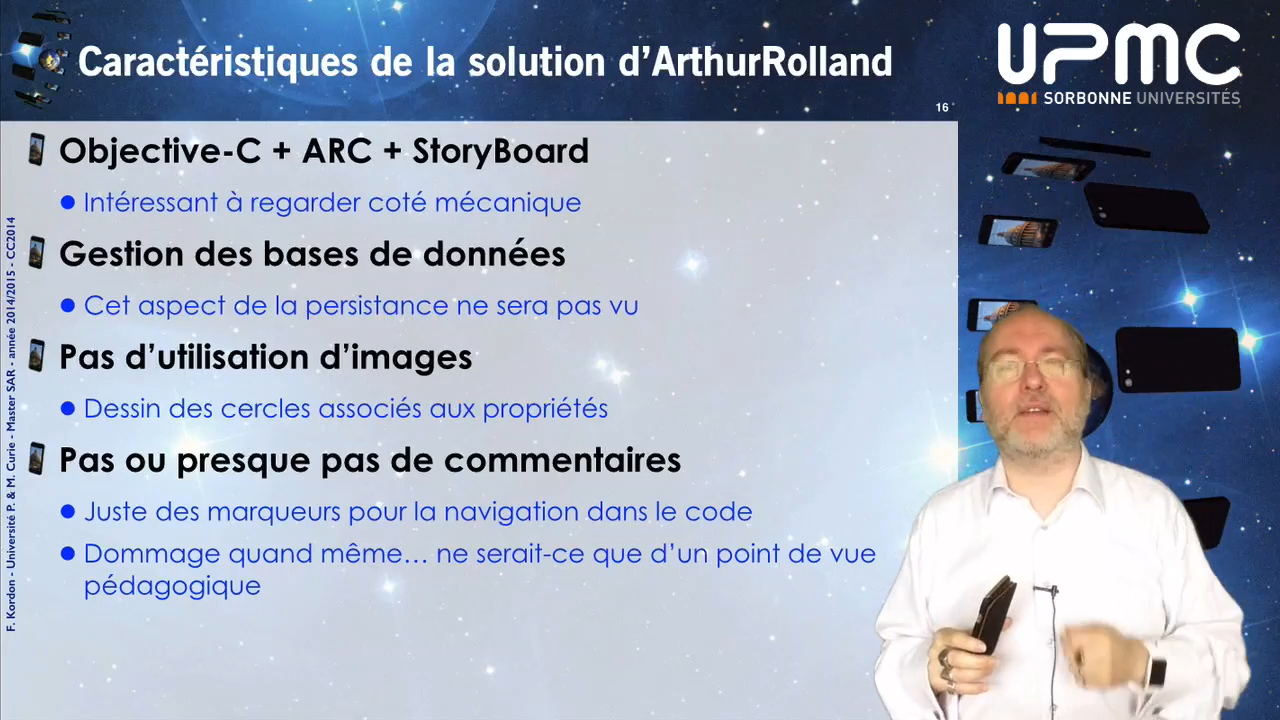 Caractéristiques de la solution d’ArthurRolland
UPMC
SORBONNE UNIVERSITÉS
16
Objective-C + ARC + StoryBoard
Intéressant à regarder coté mécanique
Gestion des bases de données
Cet aspect de la persistance ne sera pas vu
Pas d’utilisation d’images
Dessin des cercles associés aux propriétés
Pas ou presque pas de commentaires
Juste des marqueurs pour la navigation dans le code
Dommage quand même… ne serait-ce que d’un point de vue
pédagogique
F. Kordon - Université P. & M. Curie - Master SAR - année 2014/2015 - CC2014